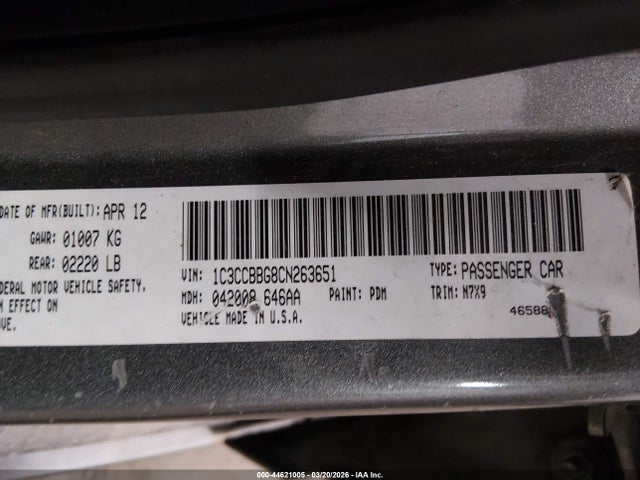 DATE OF MFR(BUILT): APR 12
GAWR: 01007 KG
REAR: 02220 LB
DERAL MOTOR VEHICLE SAFETY,
N EFFECT ON
VE.
VIN: 1C3CCBBG8CN263651 TYPE: PASSENGER CAR
MDH: 042009 646AA PAINT: PDM TRIM: N7X9
VEHICLE MADE IN U.S.A.
46588
000-44621005 - 03/20/2026 - IAA Inc.